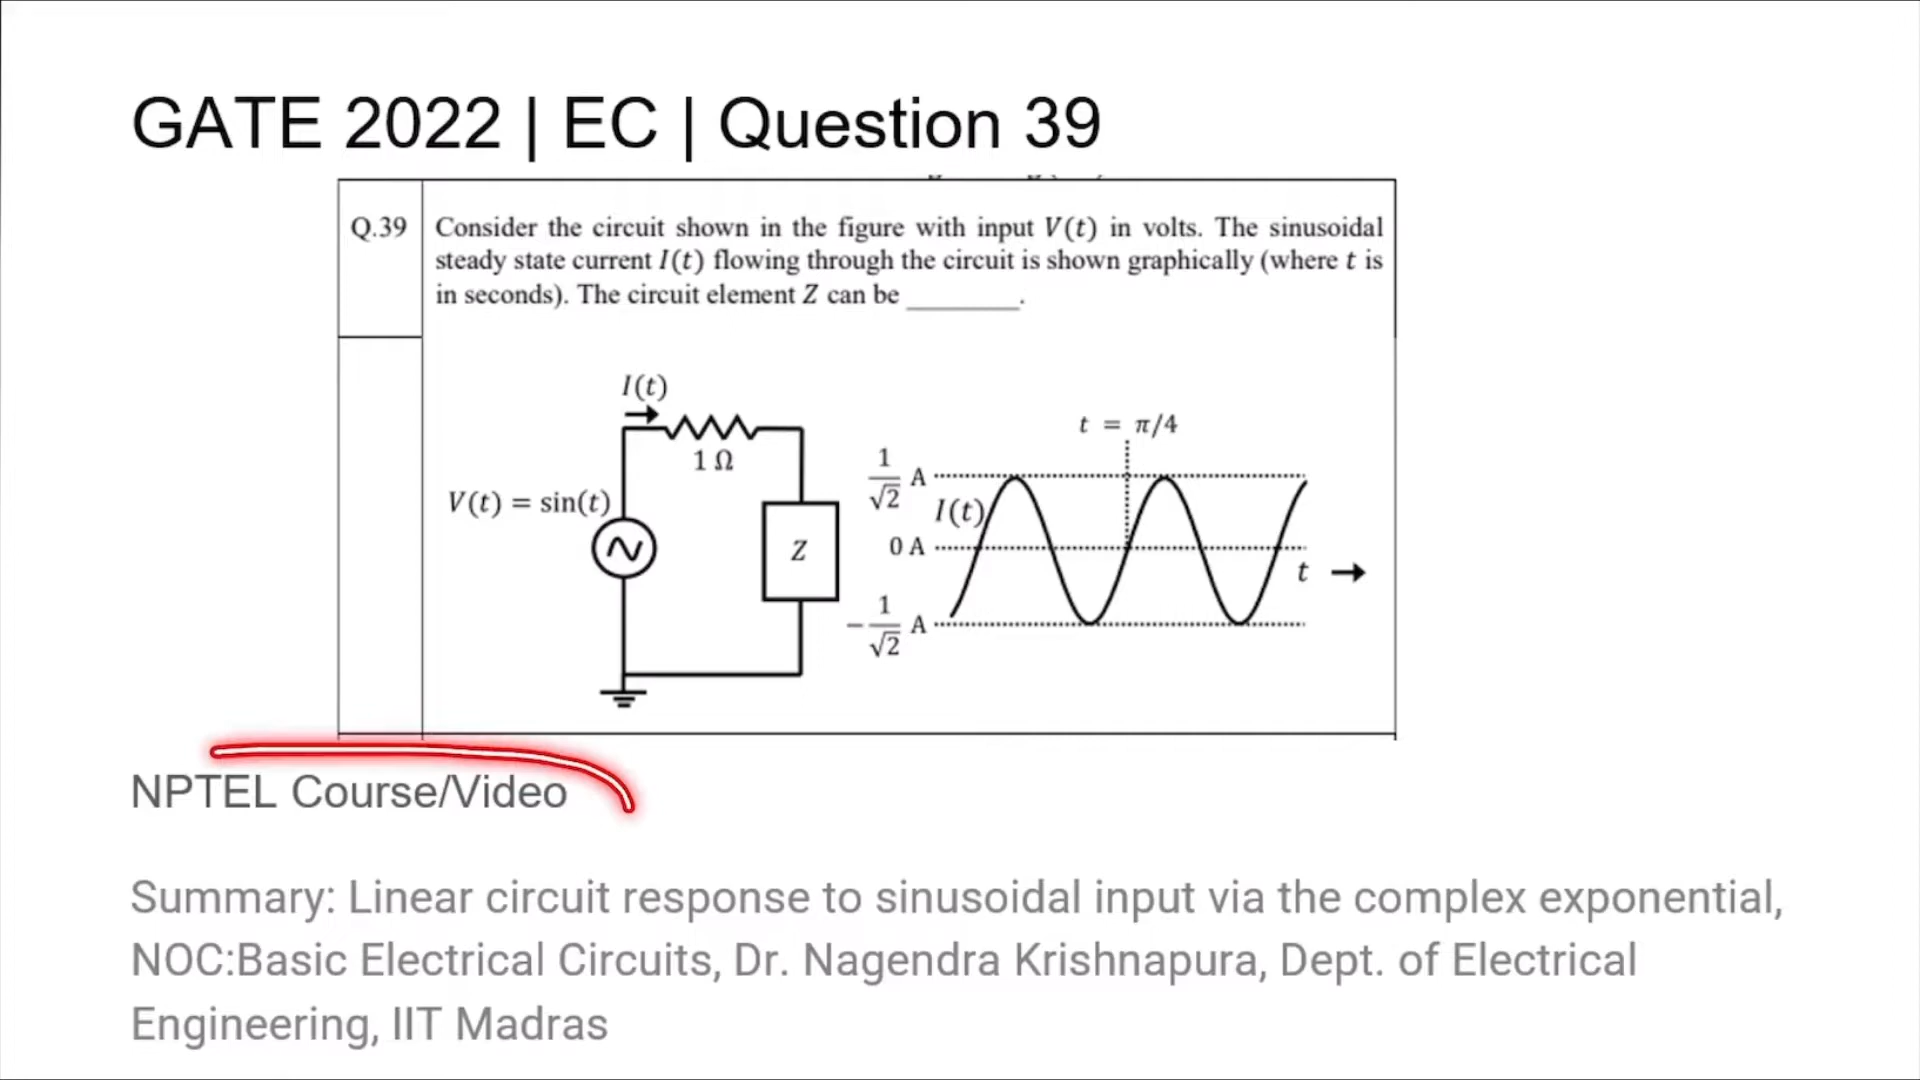 GATE 2022 | EC | Question 39
Q.39
Consider the circuit shown in the figure with input V(t) in volts. The sinusoidal
steady state current I(t) flowing through the circuit is shown graphically (where t is
in seconds). The circuit element Z can be ________.
I(t)
1 Ω
V(t) = sin(t)
Z
t = π/4
1/√2 A
I(t)
0 A
t
−1/√2 A
NPTEL Course/Video
Summary: Linear circuit response to sinusoidal input via the complex exponential,
NOC:Basic Electrical Circuits, Dr. Nagendra Krishnapura, Dept. of Electrical
Engineering, IIT Madras